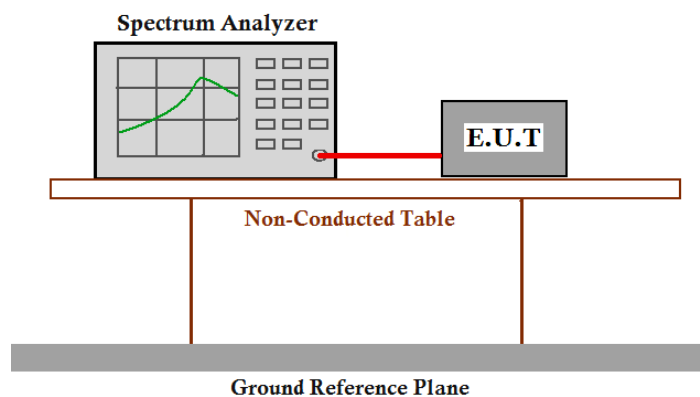 Spectrum Analyzer
E.U.T
Non-Conducted Table
Ground Reference Plane